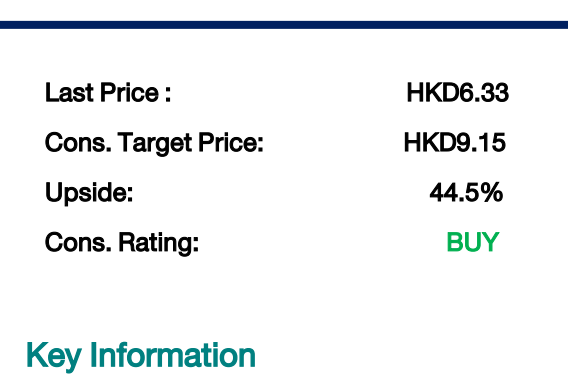 Last Price : HKD6.33
Cons. Target Price: HKD9.15
Upside: 44.5%
Cons. Rating: BUY
Key Information